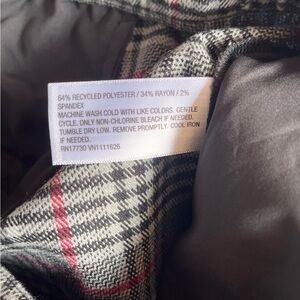 64% RECYCLED POLYESTER / 34% RAYON / 2%
SPANDEX
MACHINE WASH COLD WITH LIKE COLORS. GENTLE
CYCLE. ONLY NON-CHLORINE BLEACH IF NEEDED.
TUMBLE DRY LOW. REMOVE PROMPTLY. COOL IRON
IF NEEDED.
RN17730 VN1111626